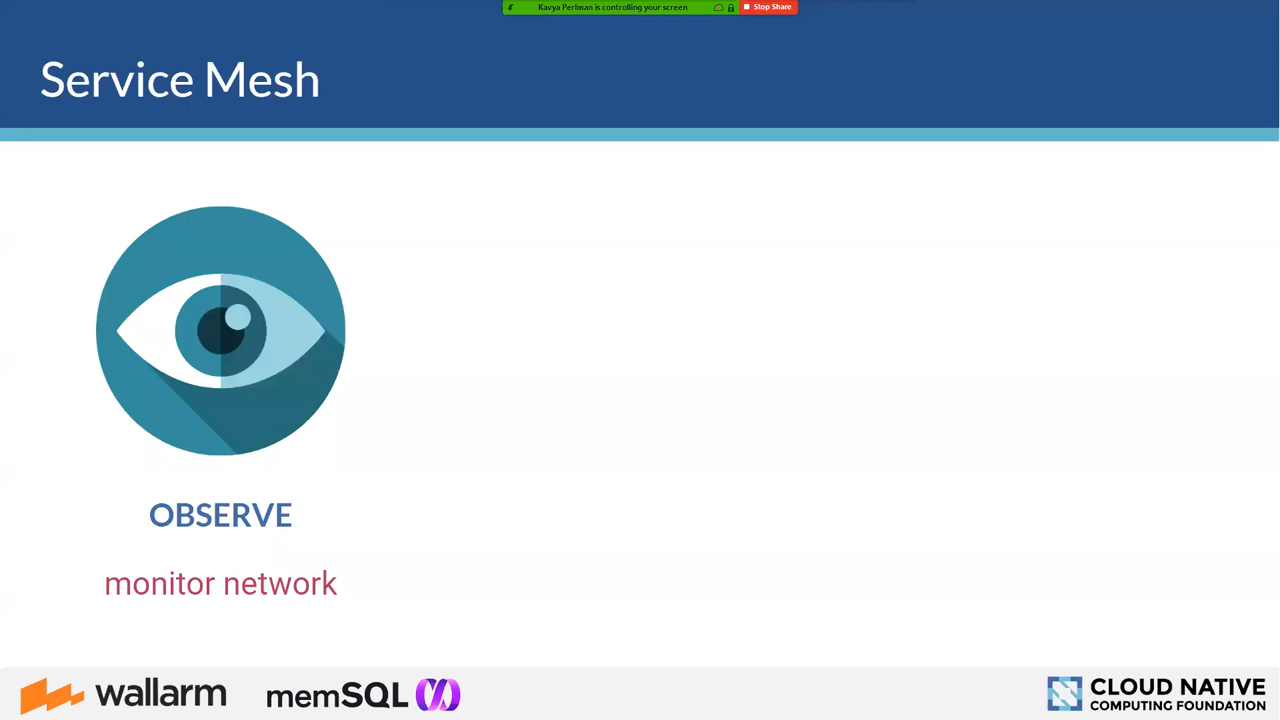 Kavya Perlman is controlling your screen
Stop Share
Service Mesh
OBSERVE
monitor network
wallarm
memSQL
CLOUD NATIVE
COMPUTING FOUNDATION